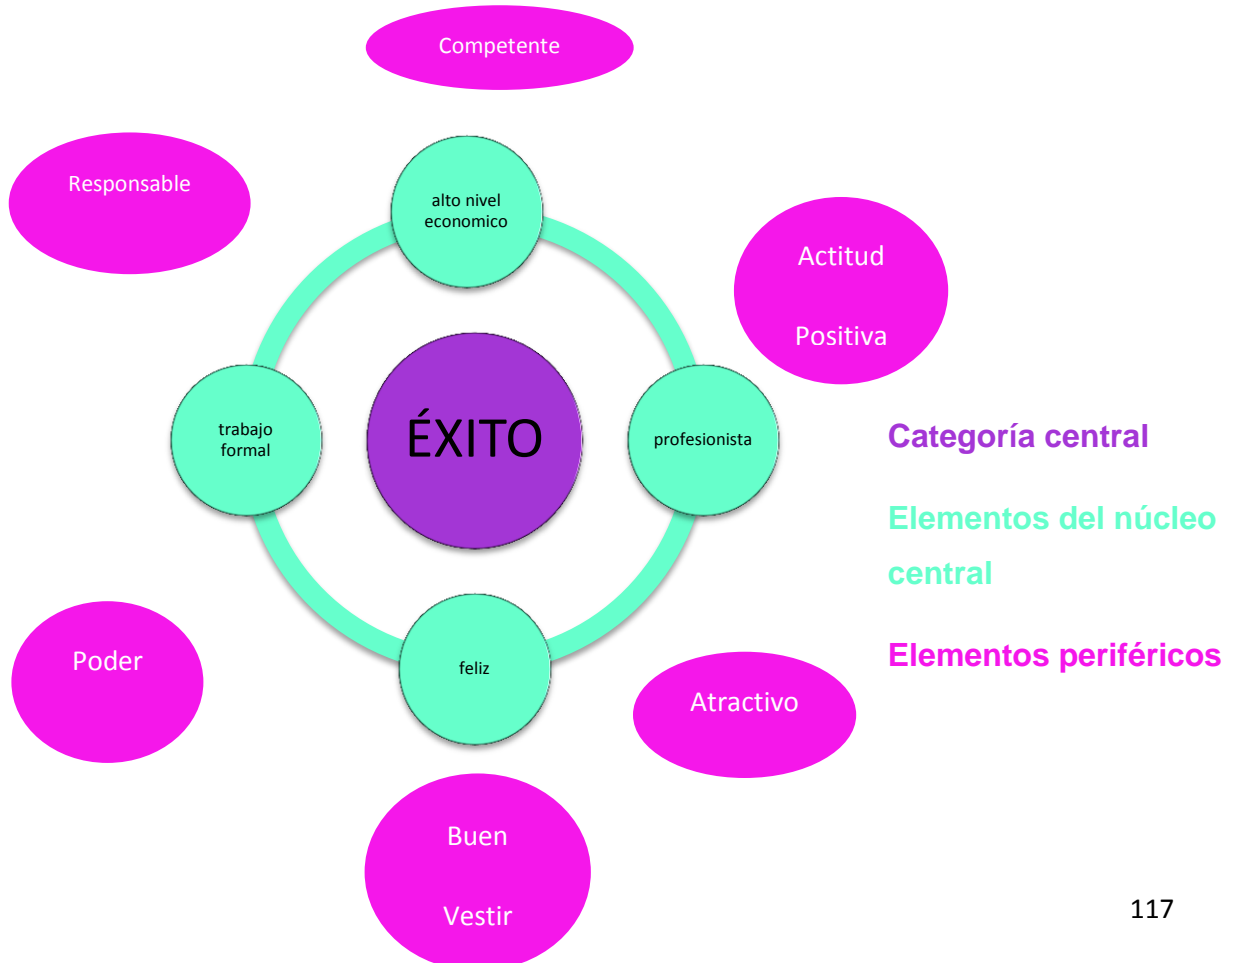 Competente
Responsable
alto nivel
economico
Actitud
Positiva
trabajo
formal
ÉXITO
profesionista
Categoría central
Elementos del núcleo
central
Elementos periféricos
Poder
feliz
Atractivo
Buen
Vestir
117